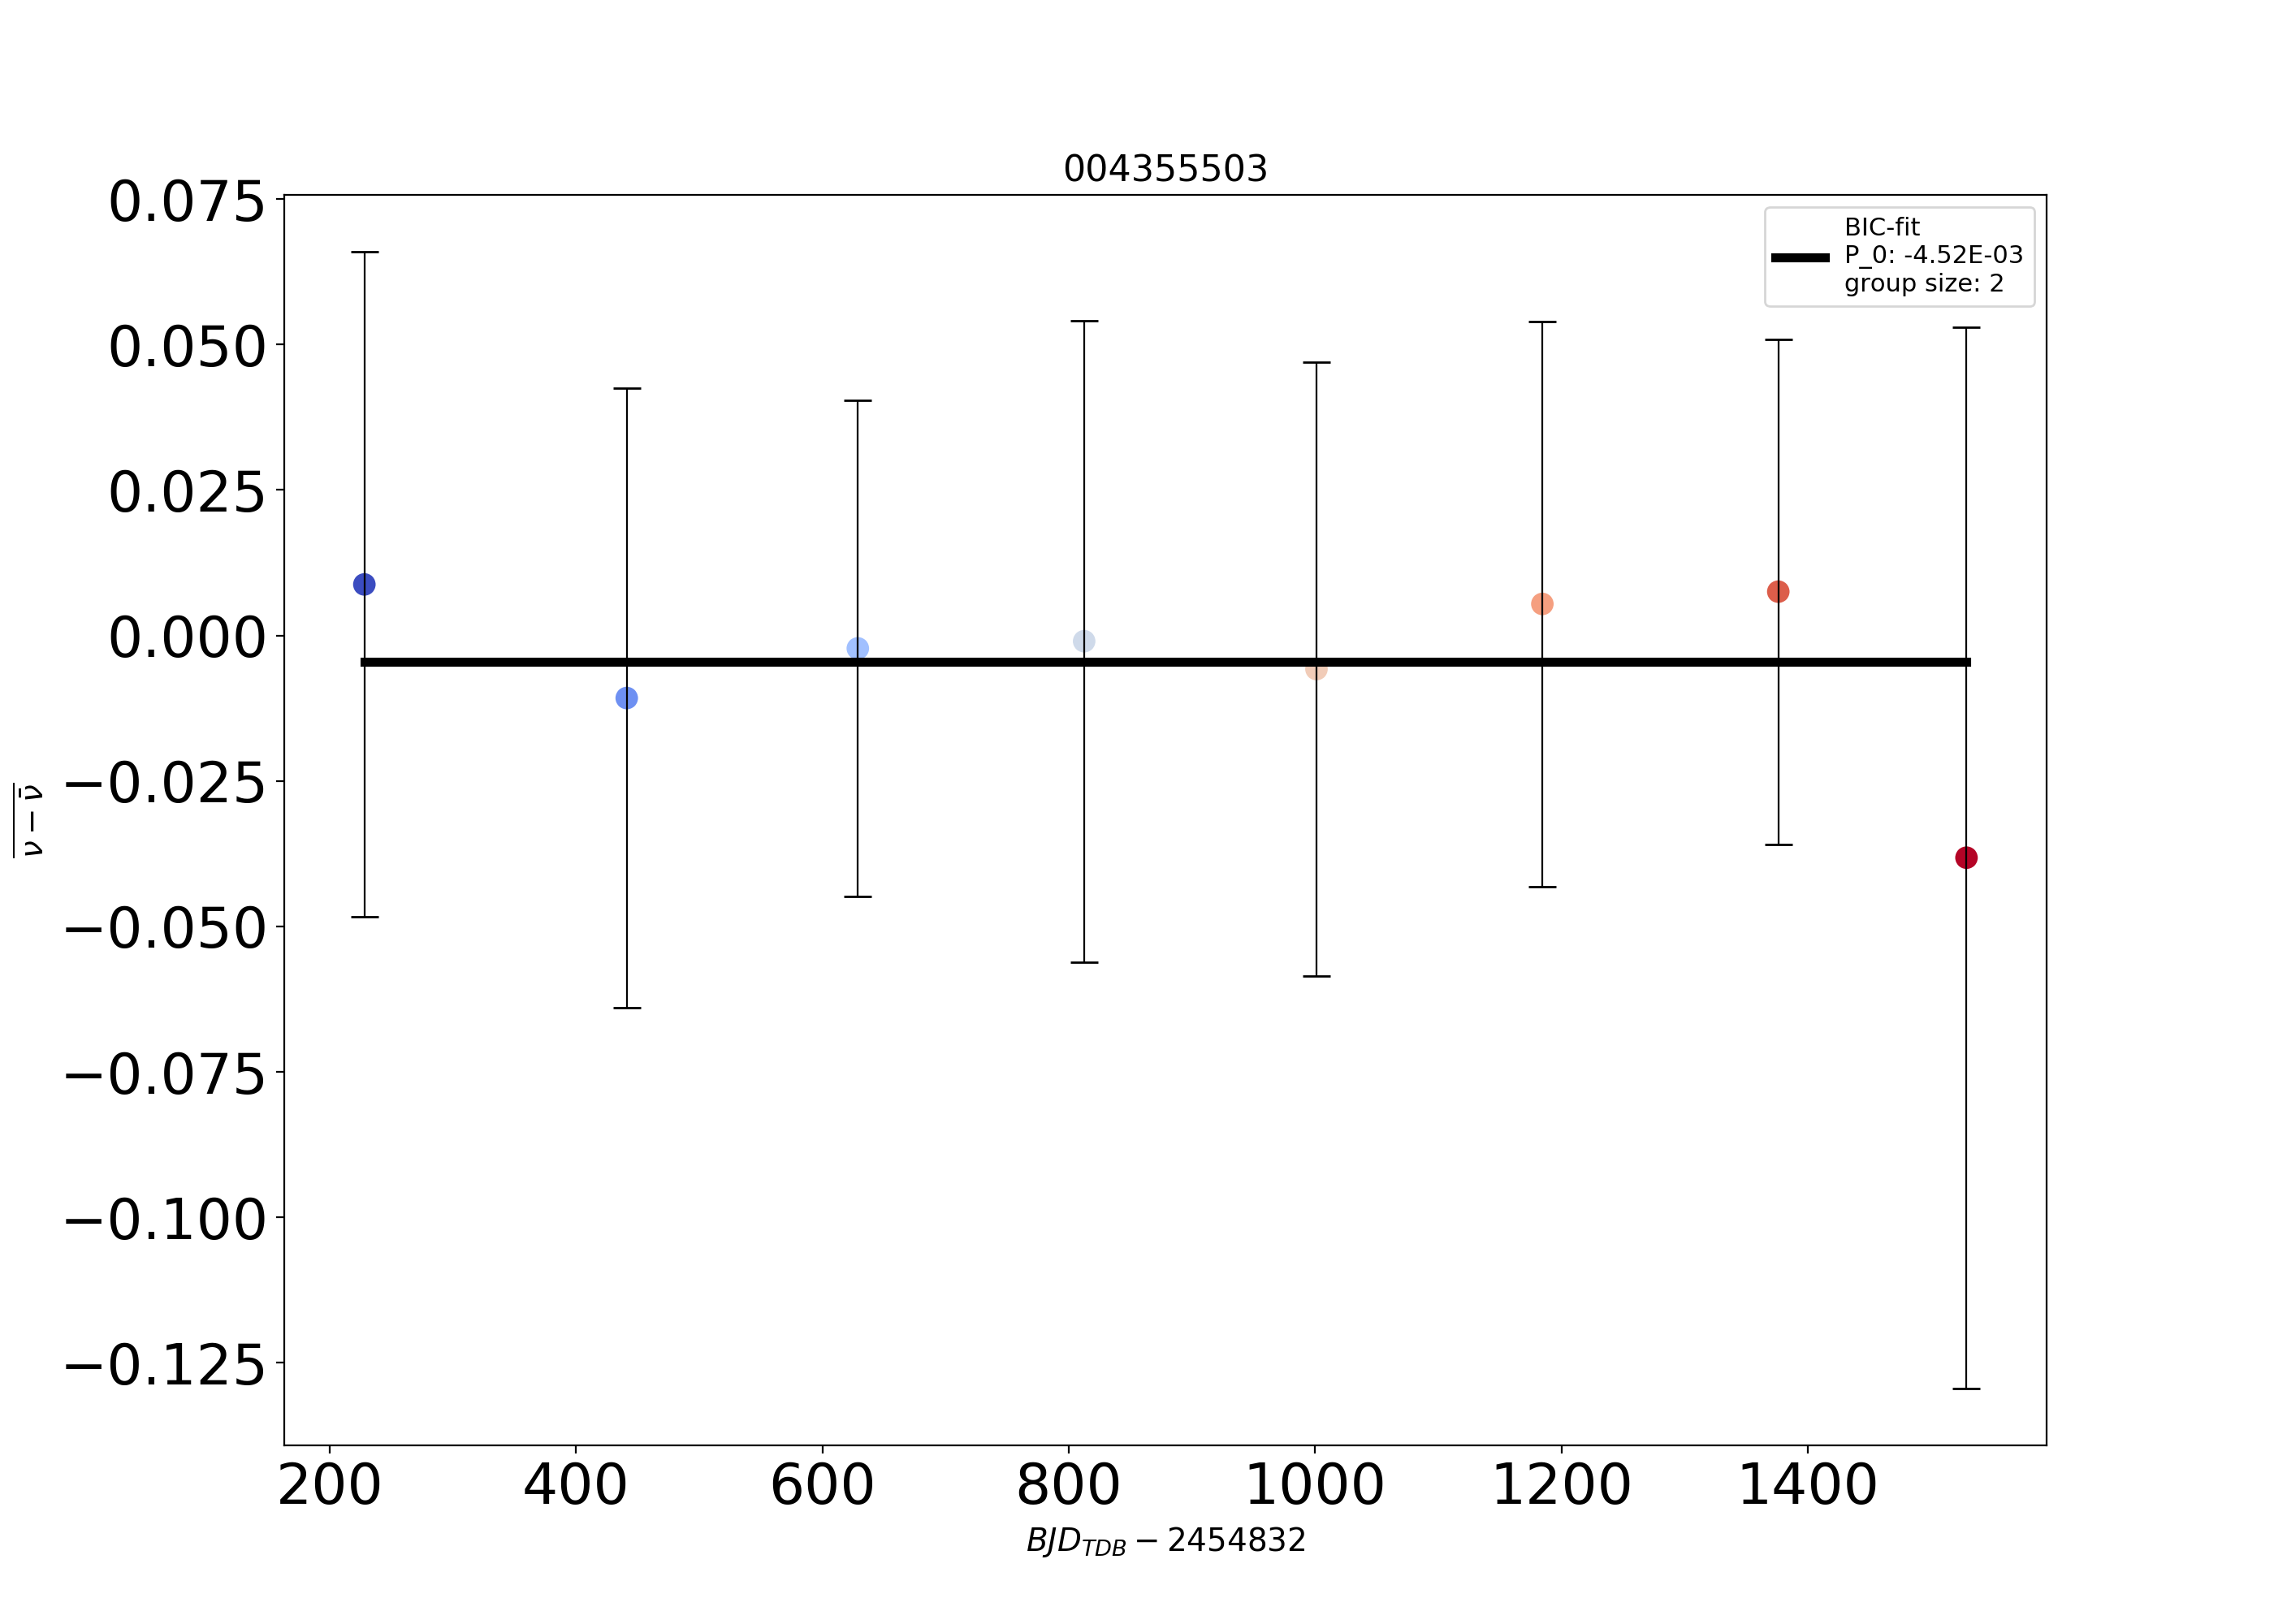 004355503
BIC-fit
P_0: -4.52E-03
group size: 2
0.075
0.050
0.025
0.000
−0.025
−0.050
−0.075
−0.100
−0.125
ν − ν̄
200 400 600 800 1000 1200 1400
BJD_TDB − 2454832